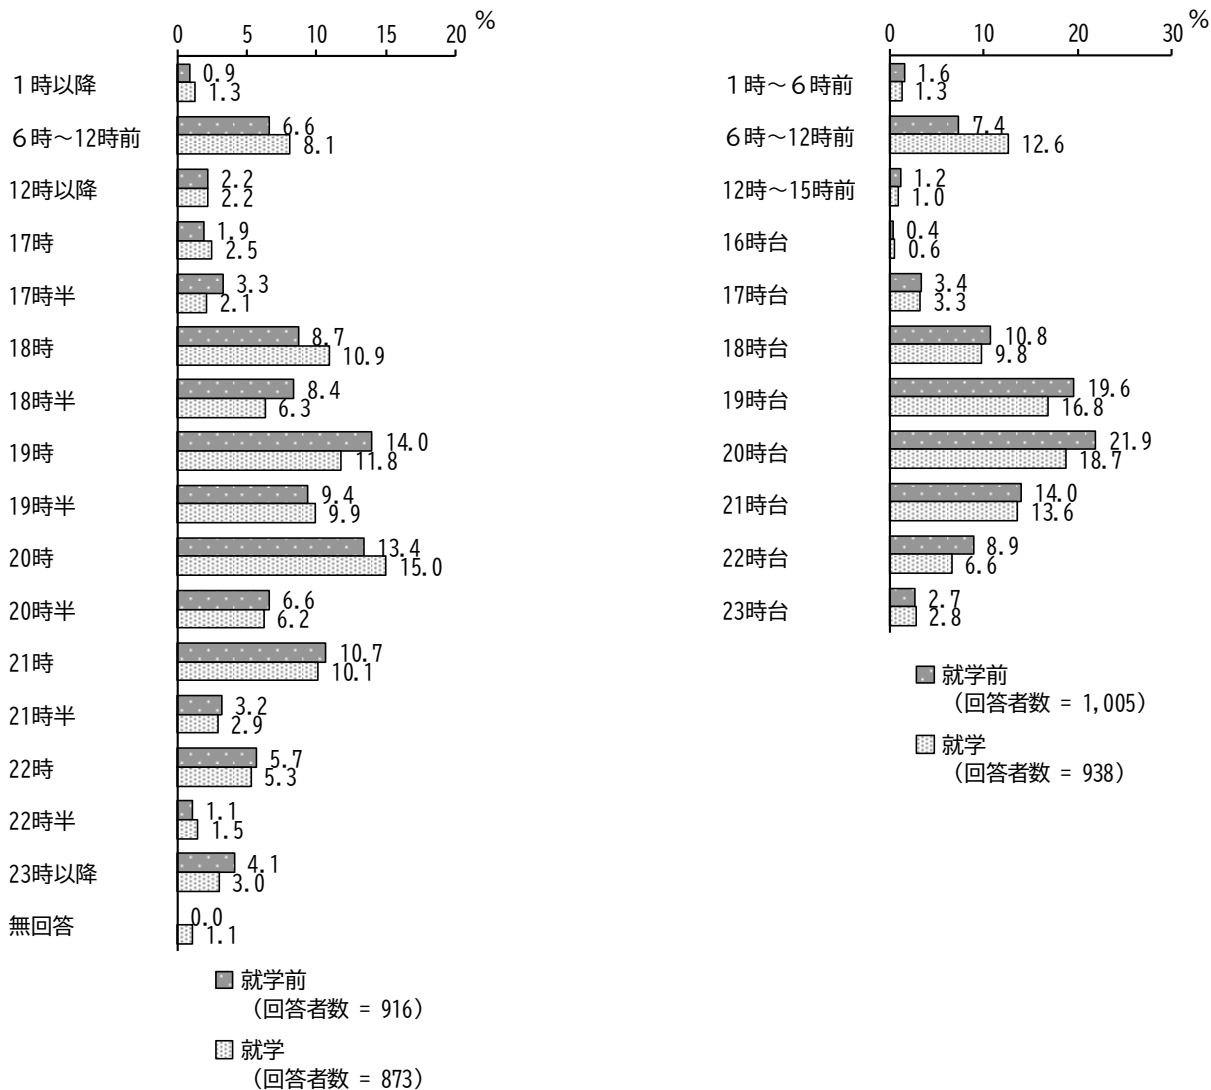 0 5 10 15 20 %
１時以降 0.9
1.3
６時～12時前 6.6
8.1
12時以降 2.2
2.2
17時 1.9
2.5
17時半 3.3
2.1
18時 8.7
10.9
18時半 8.4
6.3
19時 14.0
11.8
19時半 9.4
9.9
20時 13.4
15.0
20時半 6.6
6.2
21時 10.7
10.1
21時半 3.2
2.9
22時 5.7
5.3
22時半 1.1
1.5
23時以降 4.1
3.0
無回答 0.0
1.1
就学前
（回答者数 = 916）
就学
（回答者数 = 873）
0 10 20 30 %
１時～６時前 1.6
1.3
６時～12時前 7.4
12.6
12時～15時前 1.2
1.0
16時台 0.4
0.6
17時台 3.4
3.3
18時台 10.8
9.8
19時台 19.6
16.8
20時台 21.9
18.7
21時台 14.0
13.6
22時台 8.9
6.6
23時台 2.7
2.8
就学前
（回答者数 = 1,005）
就学
（回答者数 = 938）